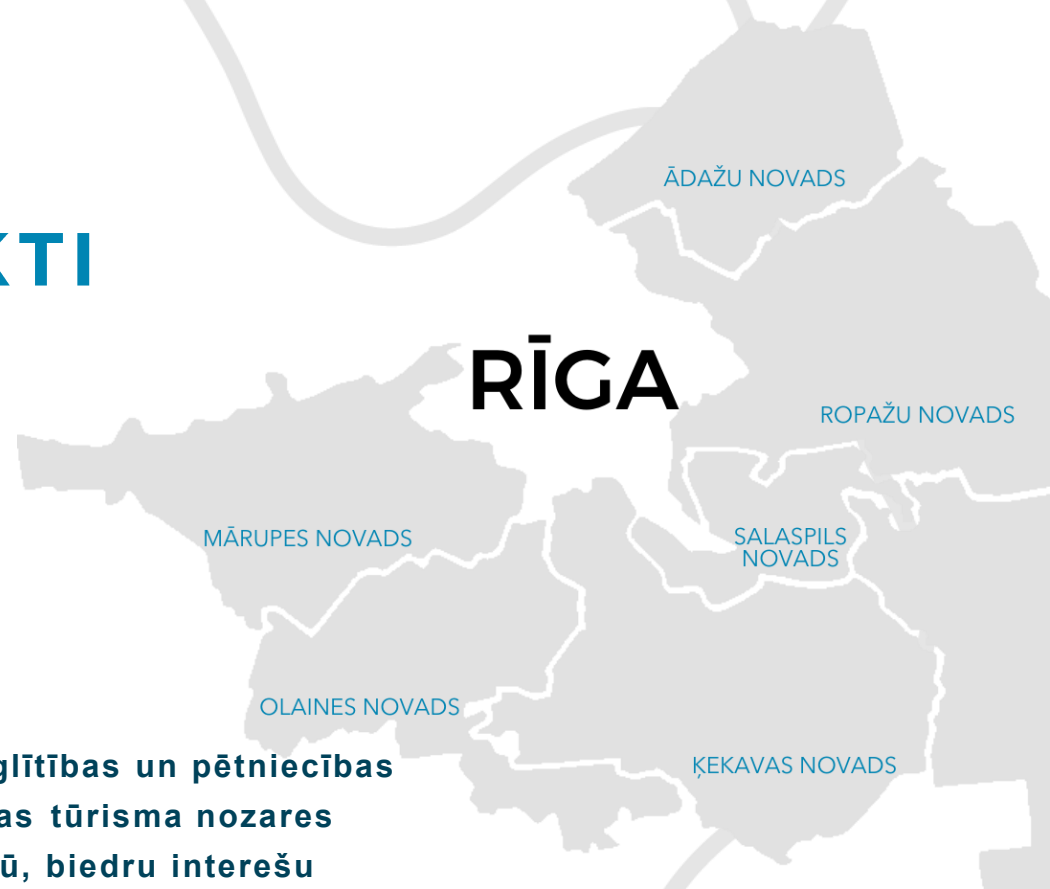 ĀDAŽU NOVADS
KTI
RĪGA
ROPAŽU NOVADS
MĀRUPES NOVADS
SALASPILS
NOVADS
OLAINES NOVADS
glītības un pētniecības
ĶEKAVAS NOVADS
as tūrisma nozares
ū, biedru interešu